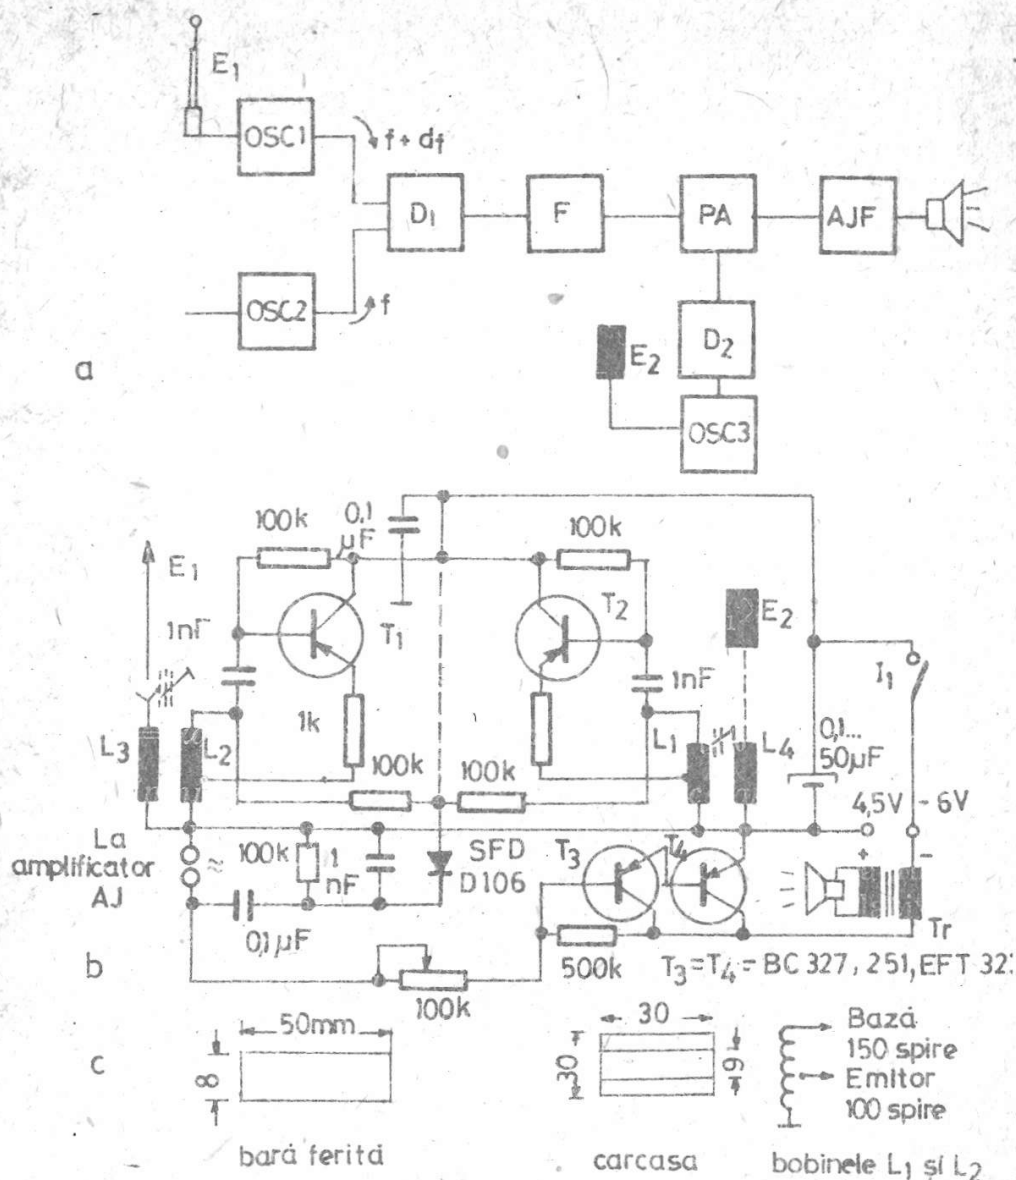 E1
OSC1
f + df
D1
F
PA
AJF
OSC2
f
a
E2
D2
OSC3
100k
0,1
μF
100k
E1
1nF
T1
T2
E2
1k
1nF
I1
L3
L2
100k
100k
L1
L4
0,1...
50μF
4,5V - 6V
La
amplificator
AJ
≈
100k
1
nF
SFD
D106
T3
T4
+
-
0,1μF
Tr
b
500k
T3=T4= BC 327, 251, EFT 32
100k
c
50mm
8
bară ferită
30
30
9
carcasa
Bază
150 spire
Emitor
100 spire
bobinele L1 și L2